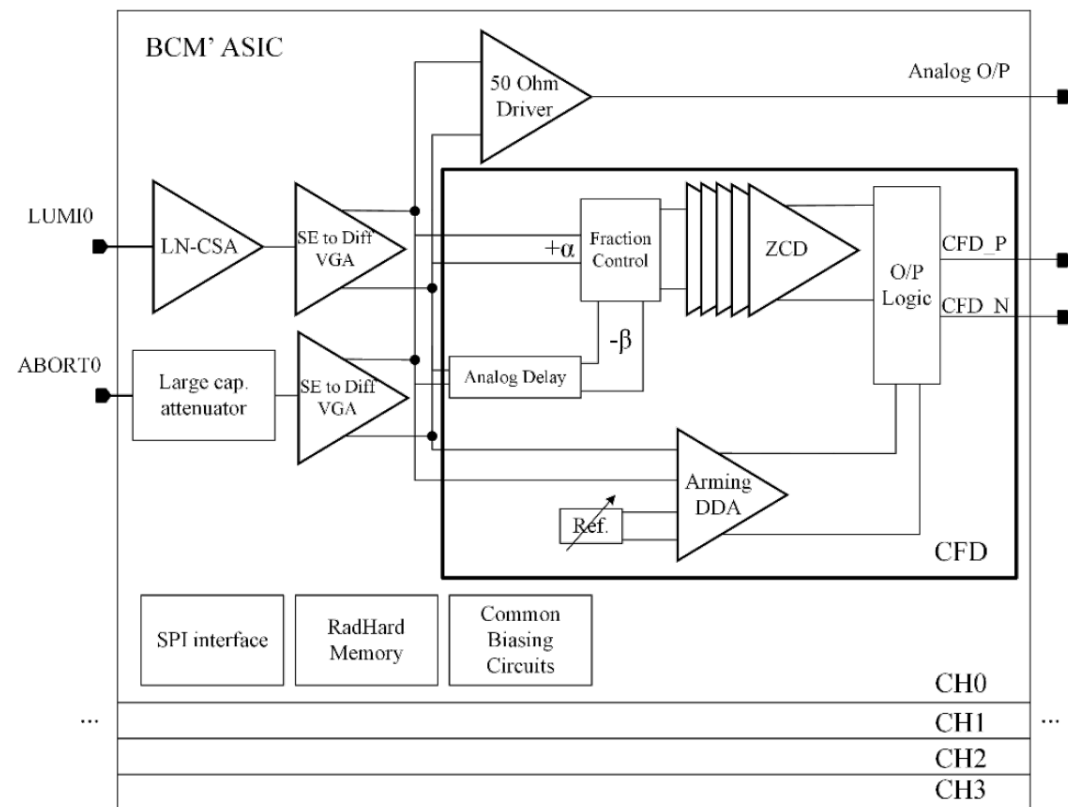 BCM' ASIC
50 Ohm
Driver
Analog O/P
LUMI0
LN-CSA
SE to Diff
VGA
+α
Fraction
Control
ZCD
O/P
Logic
CFD_P
CFD_N
-β
ABORT0
Large cap.
attenuator
SE to Diff
VGA
Analog Delay
Arming
DDA
Ref.
CFD
SPI interface
RadHard
Memory
Common
Biasing
Circuits
CH0
...
CH1
...
CH2
CH3